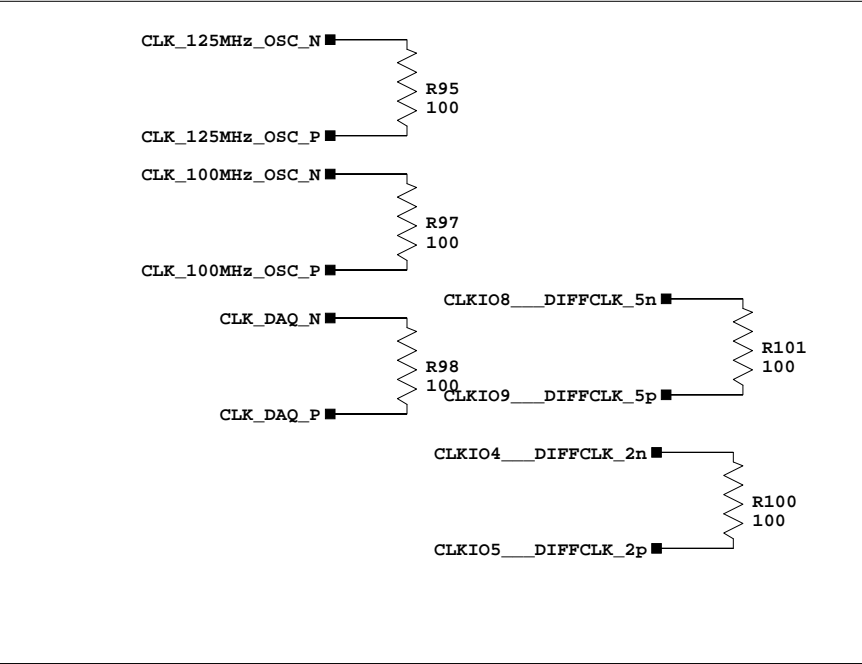 CLK_125MHz_OSC_N
R95
100
CLK_125MHz_OSC_P
CLK_100MHz_OSC_N
R97
100
CLK_100MHz_OSC_P
CLKIO8___DIFFCLK_5n
CLK_DAQ_N
R101
100
R98
100
CLKIO9___DIFFCLK_5p
CLK_DAQ_P
CLKIO4___DIFFCLK_2n
R100
100
CLKIO5___DIFFCLK_2p